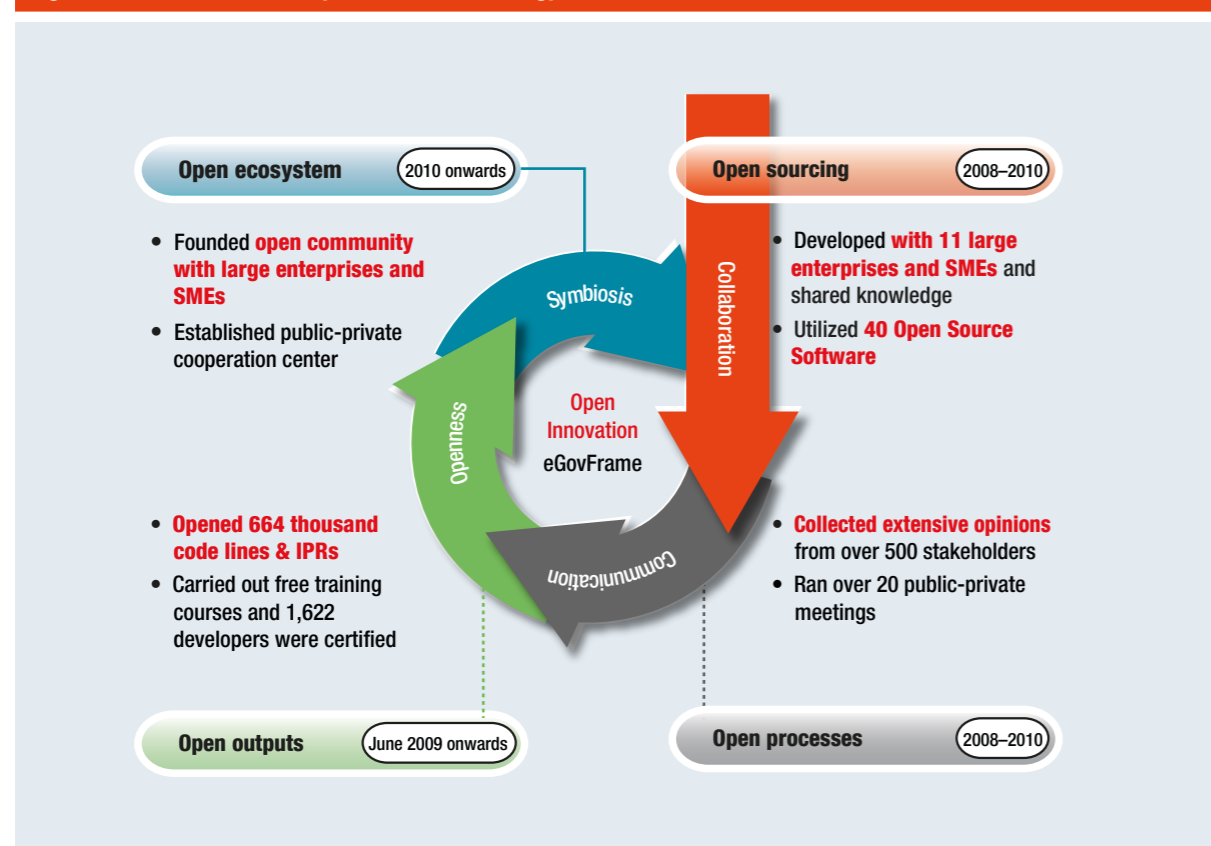 Open ecosystem
2010 onwards
• Founded open community
with large enterprises and
SMEs
• Established public-private
cooperation center
Open sourcing
2008–2010
• Developed with 11 large
enterprises and SMEs and
shared knowledge
• Utilized 40 Open Source
Software
Symbiosis
Collaboration
Openness
Communication
Open
Innovation
eGovFrame
• Opened 664 thousand
code lines & IPRs
• Carried out free training
courses and 1,622
developers were certified
• Collected extensive opinions
from over 500 stakeholders
• Ran over 20 public-private
meetings
Open outputs
June 2009 onwards
Open processes
2008–2010